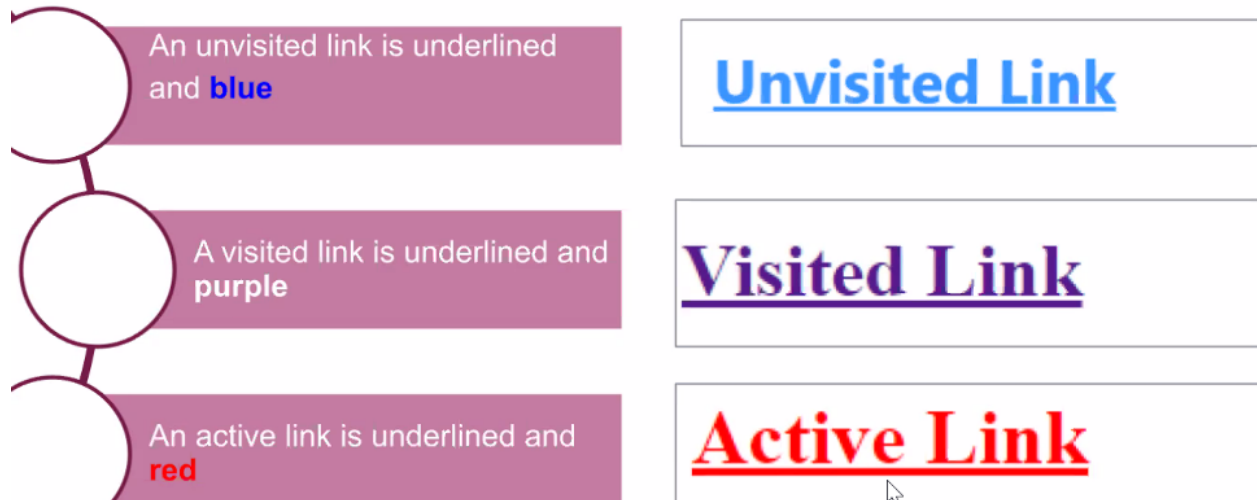 An unvisited link is underlined
and blue
Unvisited Link
A visited link is underlined and
purple
Visited Link
An active link is underlined and
red
Active Link